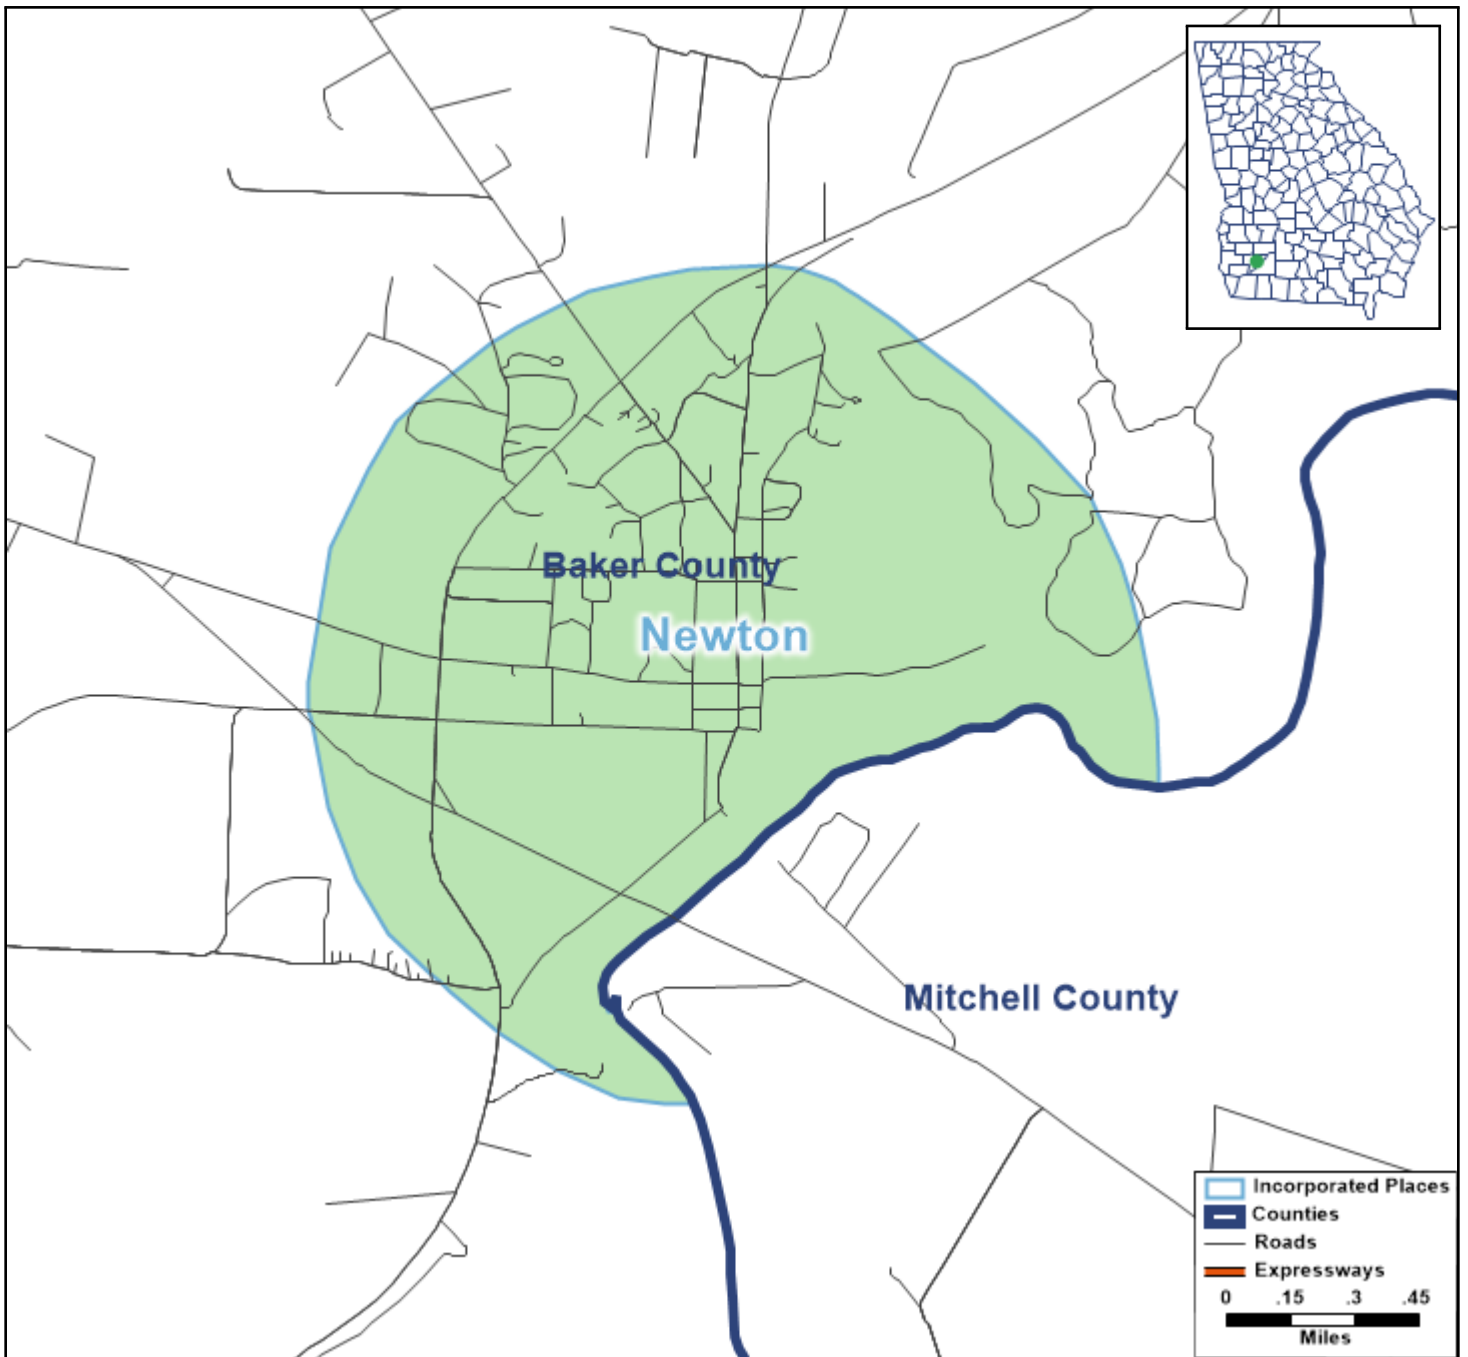 Baker County
Newton
Mitchell County
Incorporated Places
Counties
Roads
Expressways
0 .15 .3 .45
Miles